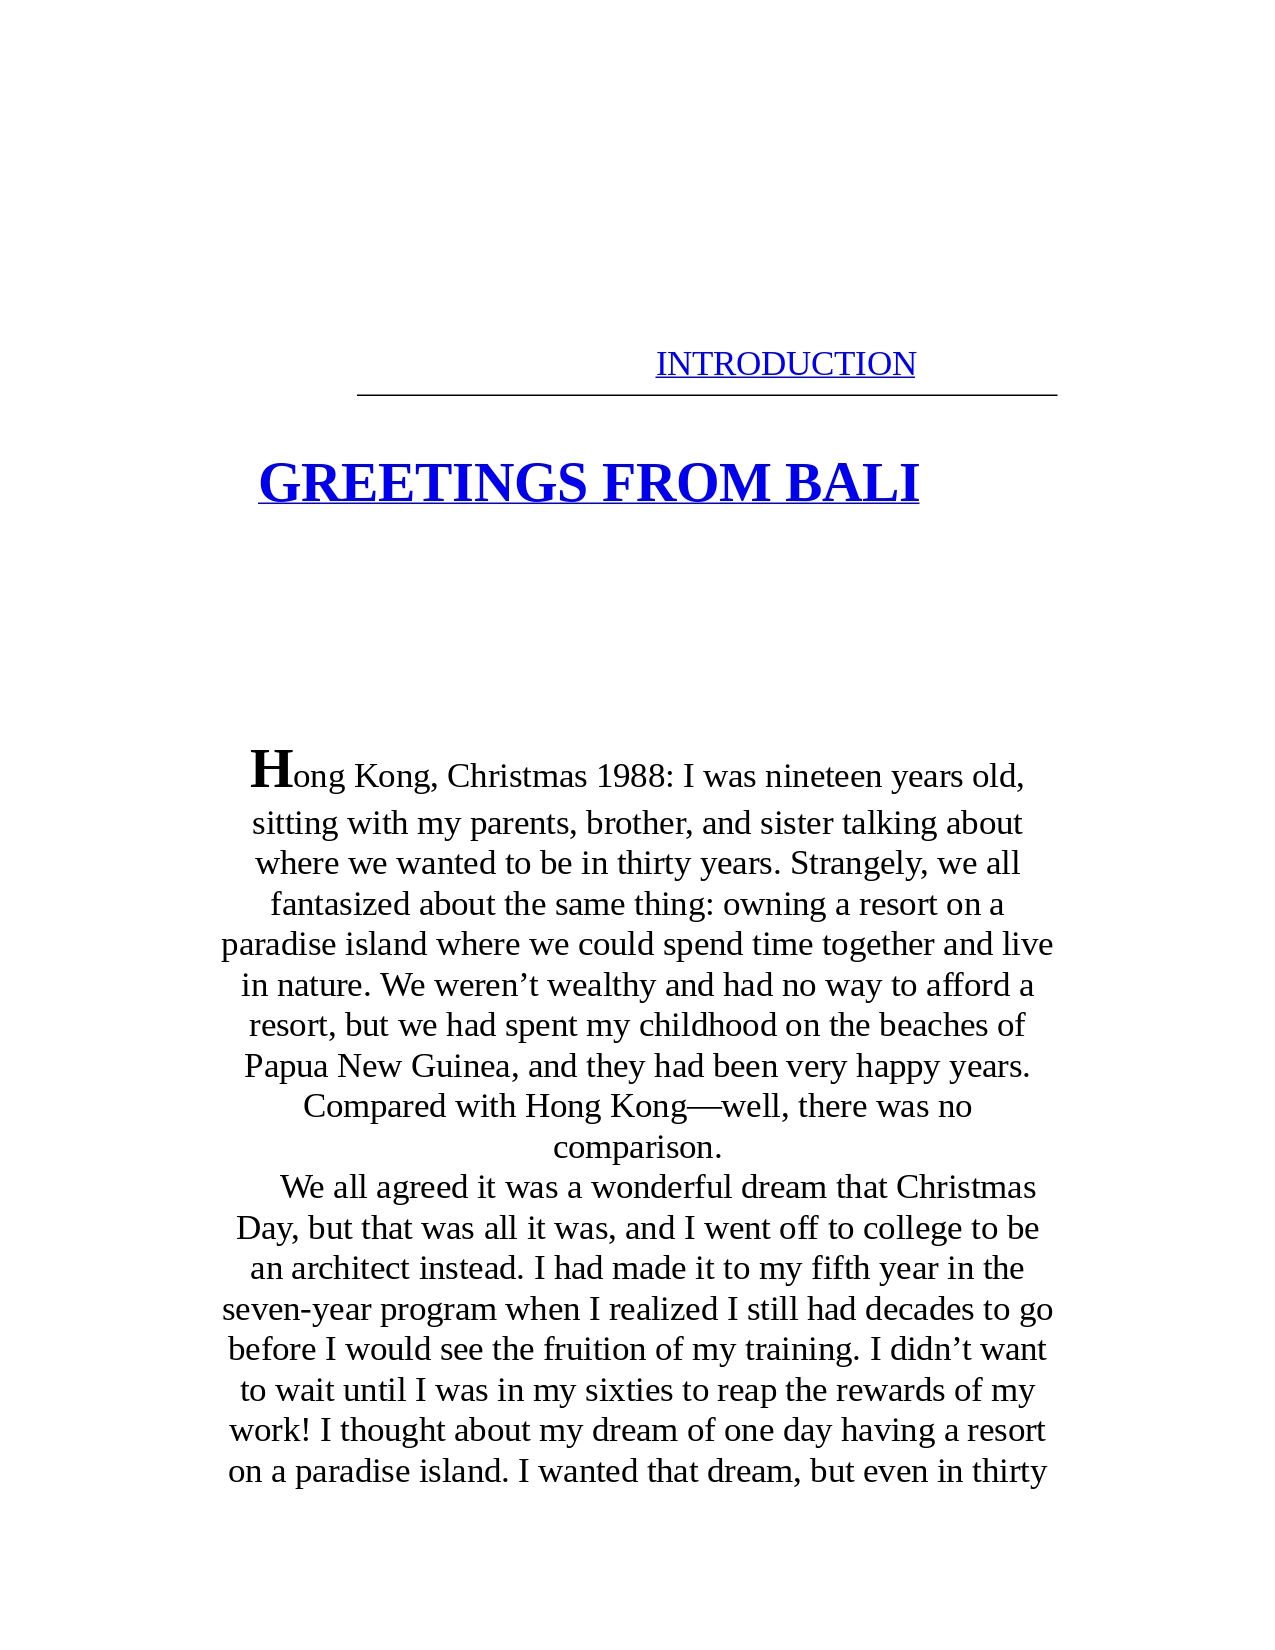 INTRODUCTION
GREETINGS FROM BALI
Hong Kong, Christmas 1988: I was nineteen years old,
sitting with my parents, brother, and sister talking about
where we wanted to be in thirty years. Strangely, we all
fantasized about the same thing: owning a resort on a
paradise island where we could spend time together and live
in nature. We weren’t wealthy and had no way to afford a
resort, but we had spent my childhood on the beaches of
Papua New Guinea, and they had been very happy years.
Compared with Hong Kong—well, there was no
comparison.
We all agreed it was a wonderful dream that Christmas
Day, but that was all it was, and I went off to college to be
an architect instead. I had made it to my fifth year in the
seven-year program when I realized I still had decades to go
before I would see the fruition of my training. I didn’t want
to wait until I was in my sixties to reap the rewards of my
work! I thought about my dream of one day having a resort
on a paradise island. I wanted that dream, but even in thirty